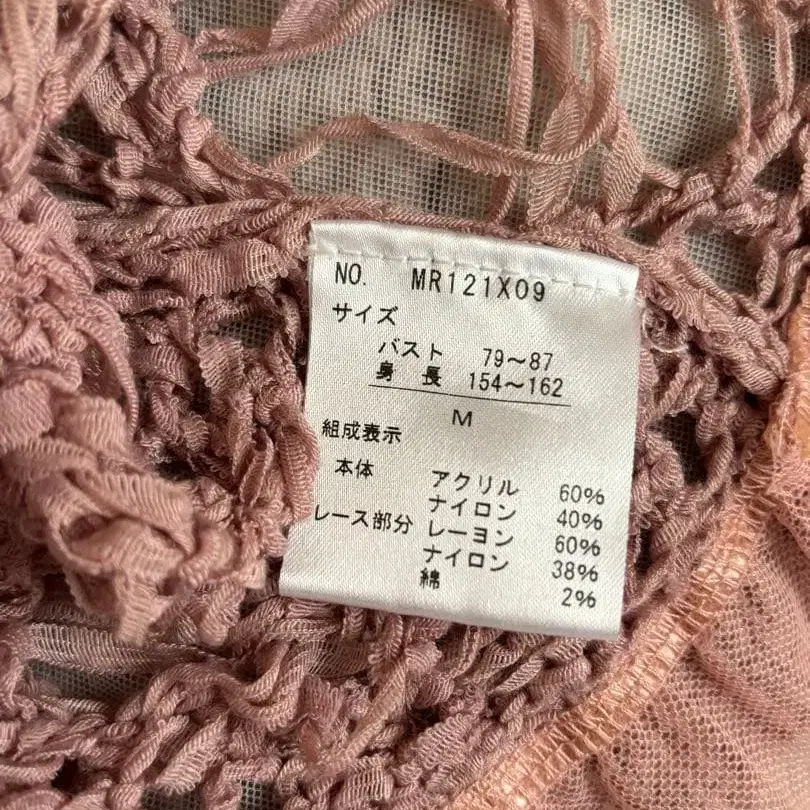 NO. MR121X09
サイズ
バスト 79～87
身長 154～162
M
組成表示
本体 アクリル 60%
ナイロン 40%
レース部分 レーヨン 60%
ナイロン 38%
綿 2%